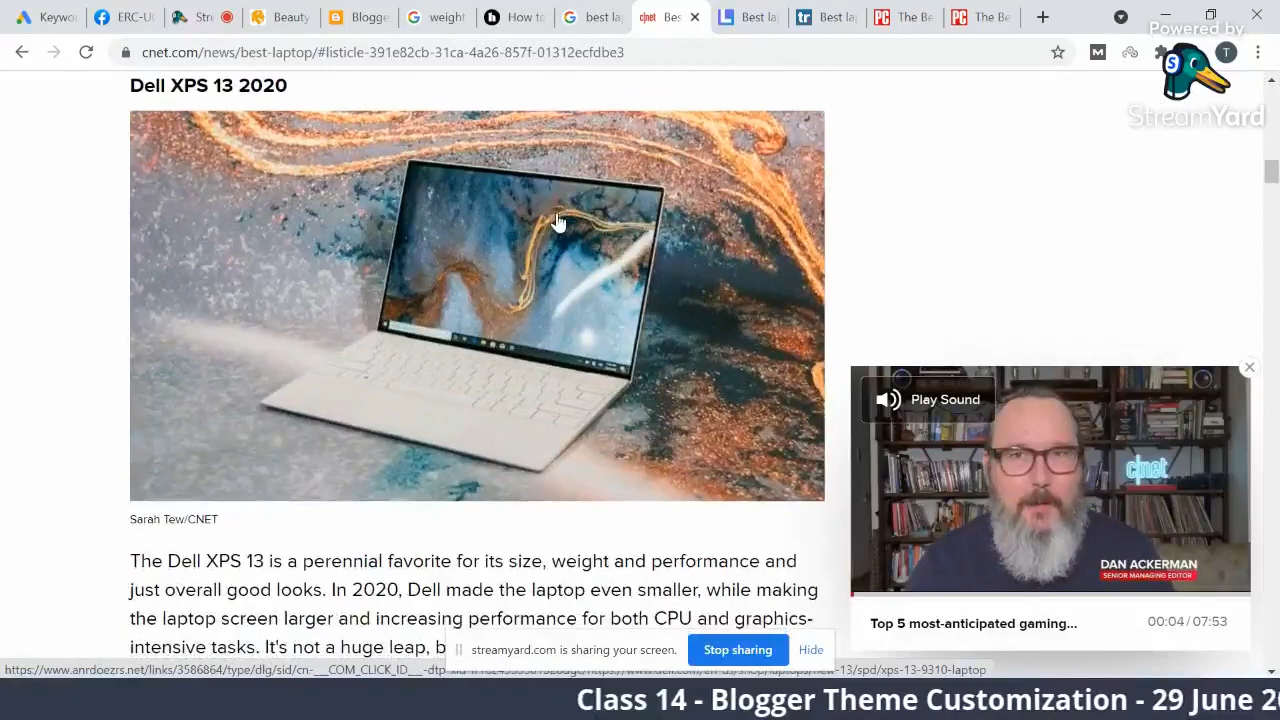 Keywo
ERC-UC
Stre
Beauty
Blogge
weight
How to
best la
c|net
Bes
Best la
Best la
PC
The Be
PC
The Be
Powered by
StreamYard
cnet.com/news/best-laptop/#listicle-391e82cb-31ca-4a26-857f-01312ecfdbe3
M
T
Dell XPS 13 2020
Sarah Tew/CNET
The Dell XPS 13 is a perennial favorite for its size, weight and performance and
just overall good looks. In 2020, Dell made the laptop even smaller, while making
the laptop screen larger and increasing performance for both CPU and graphics-
intensive tasks. It's not a huge leap, b
Play Sound
c|net
DAN ACKERMAN
SENIOR MANAGING EDITOR
Top 5 most-anticipated gaming...
00:04 / 07:53
streamyard.com is sharing your screen.
Stop sharing
Hide
Class 14 - Blogger Theme Customization - 29 June 2